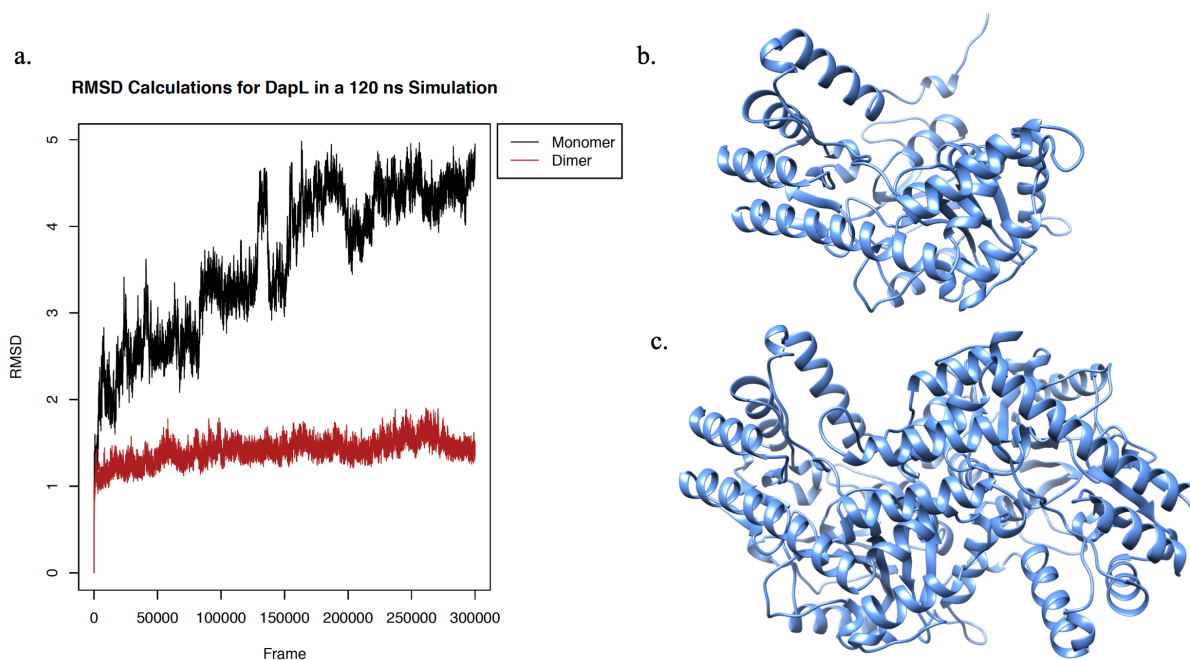 a.
RMSD Calculations for DapL in a 120 ns Simulation
Monomer
Dimer
5
4
3
2
1
0
RMSD
0 50000 100000 150000 200000 250000 300000
Frame
b.
c.